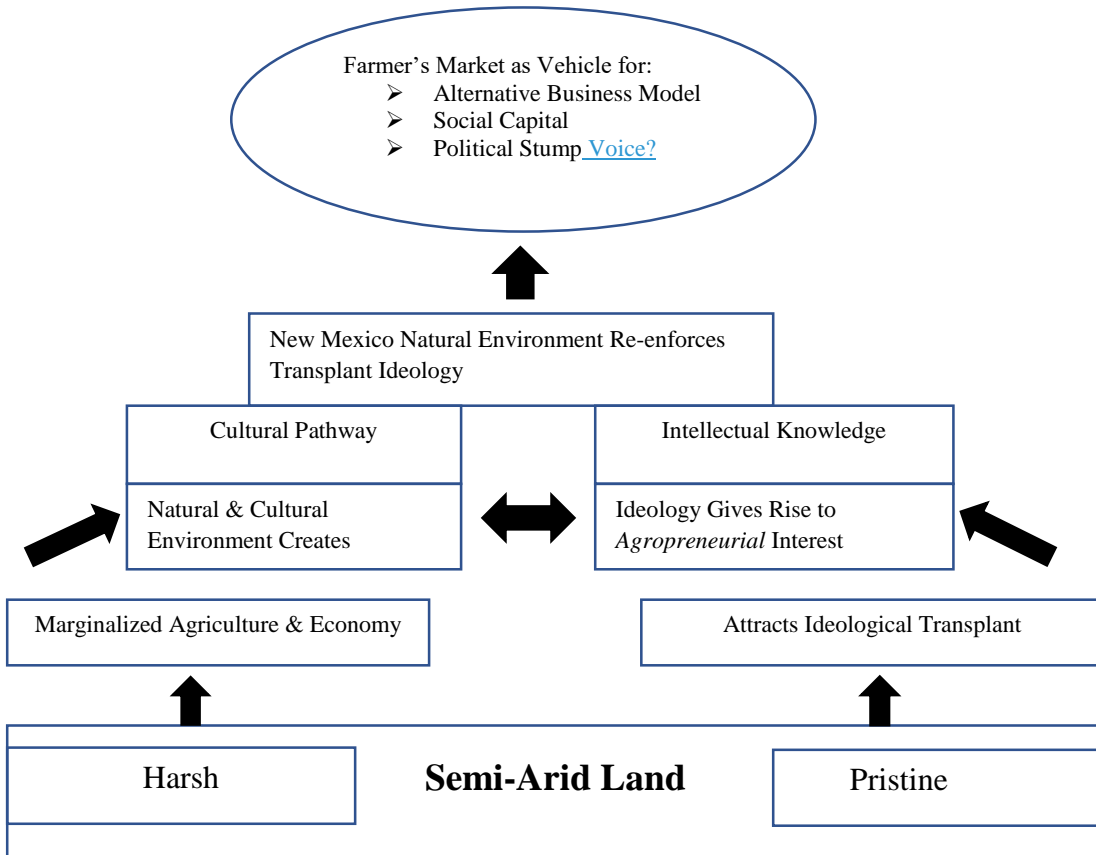 Farmer’s Market as Vehicle for:
➢ Alternative Business Model
➢ Social Capital
➢ Political Stump Voice?
New Mexico Natural Environment Re-enforces
Transplant Ideology
Cultural Pathway
Intellectual Knowledge
Natural & Cultural
Environment Creates
Ideology Gives Rise to
Agropreneurial Interest
Marginalized Agriculture & Economy
Attracts Ideological Transplant
Harsh
Semi-Arid Land
Pristine